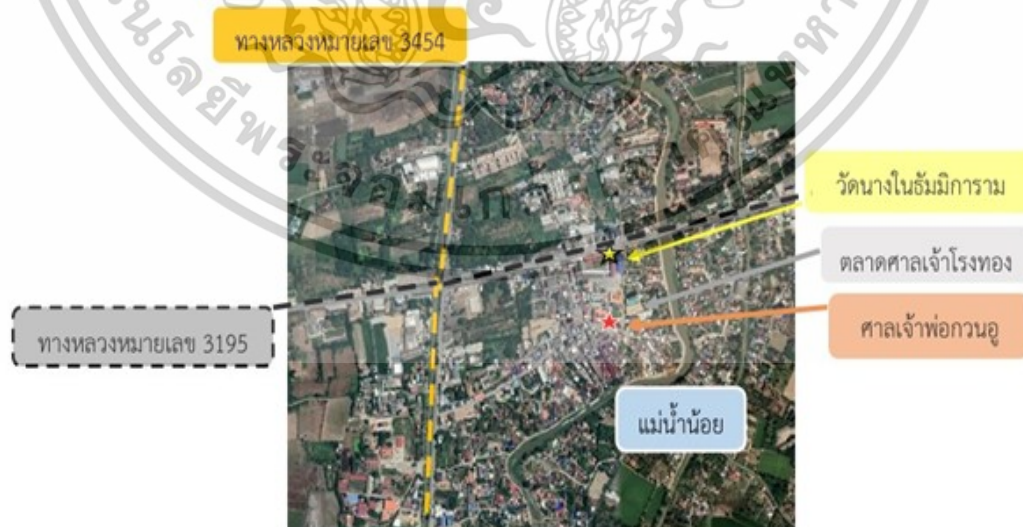 ทางหลวงหมายเลข 3454
วัดนางในธัมมิการาม
ตลาดศาลเจ้าโรงทอง
ศาลเจ้าพ่อกวนอู
ทางหลวงหมายเลข 3195
แม่น้ำน้อย